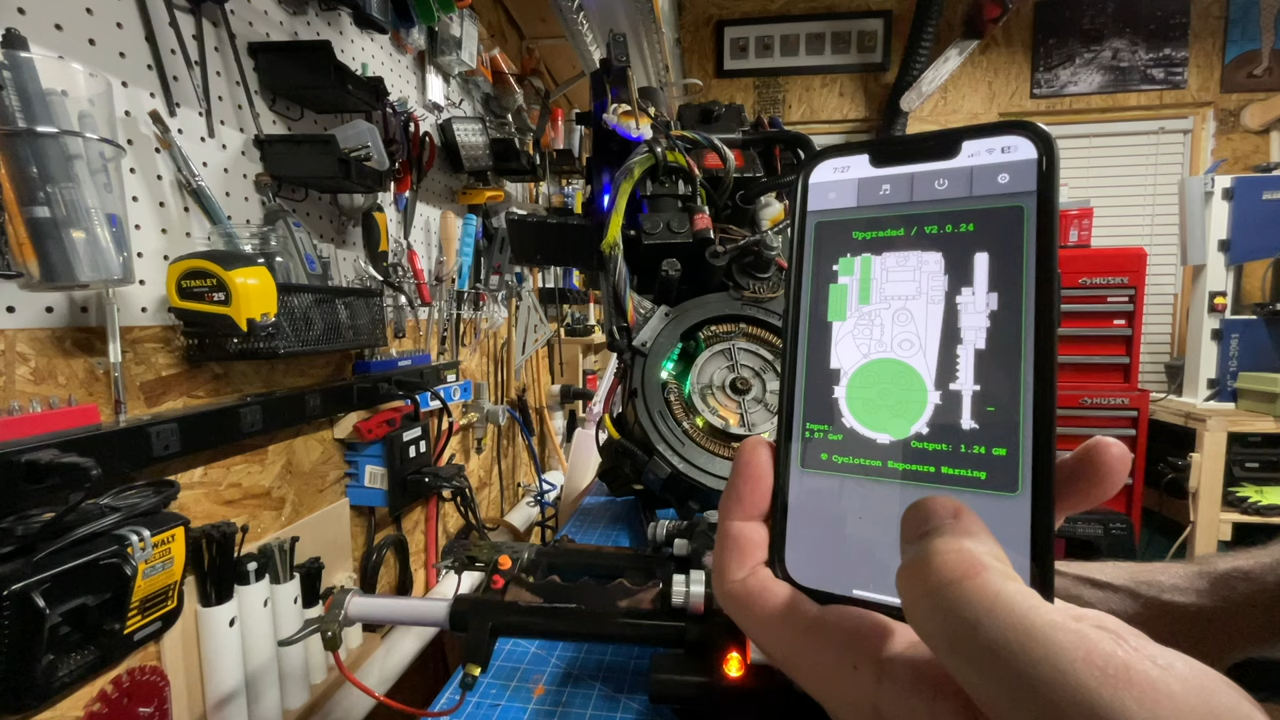 7:27
Upgraded / V2.0.24
Input:
5.07 GeV
Output: 1.24 GW
☢ Cyclotron Exposure Warning
STANLEY
25'
DEWALT
HUSKY
HUSKY